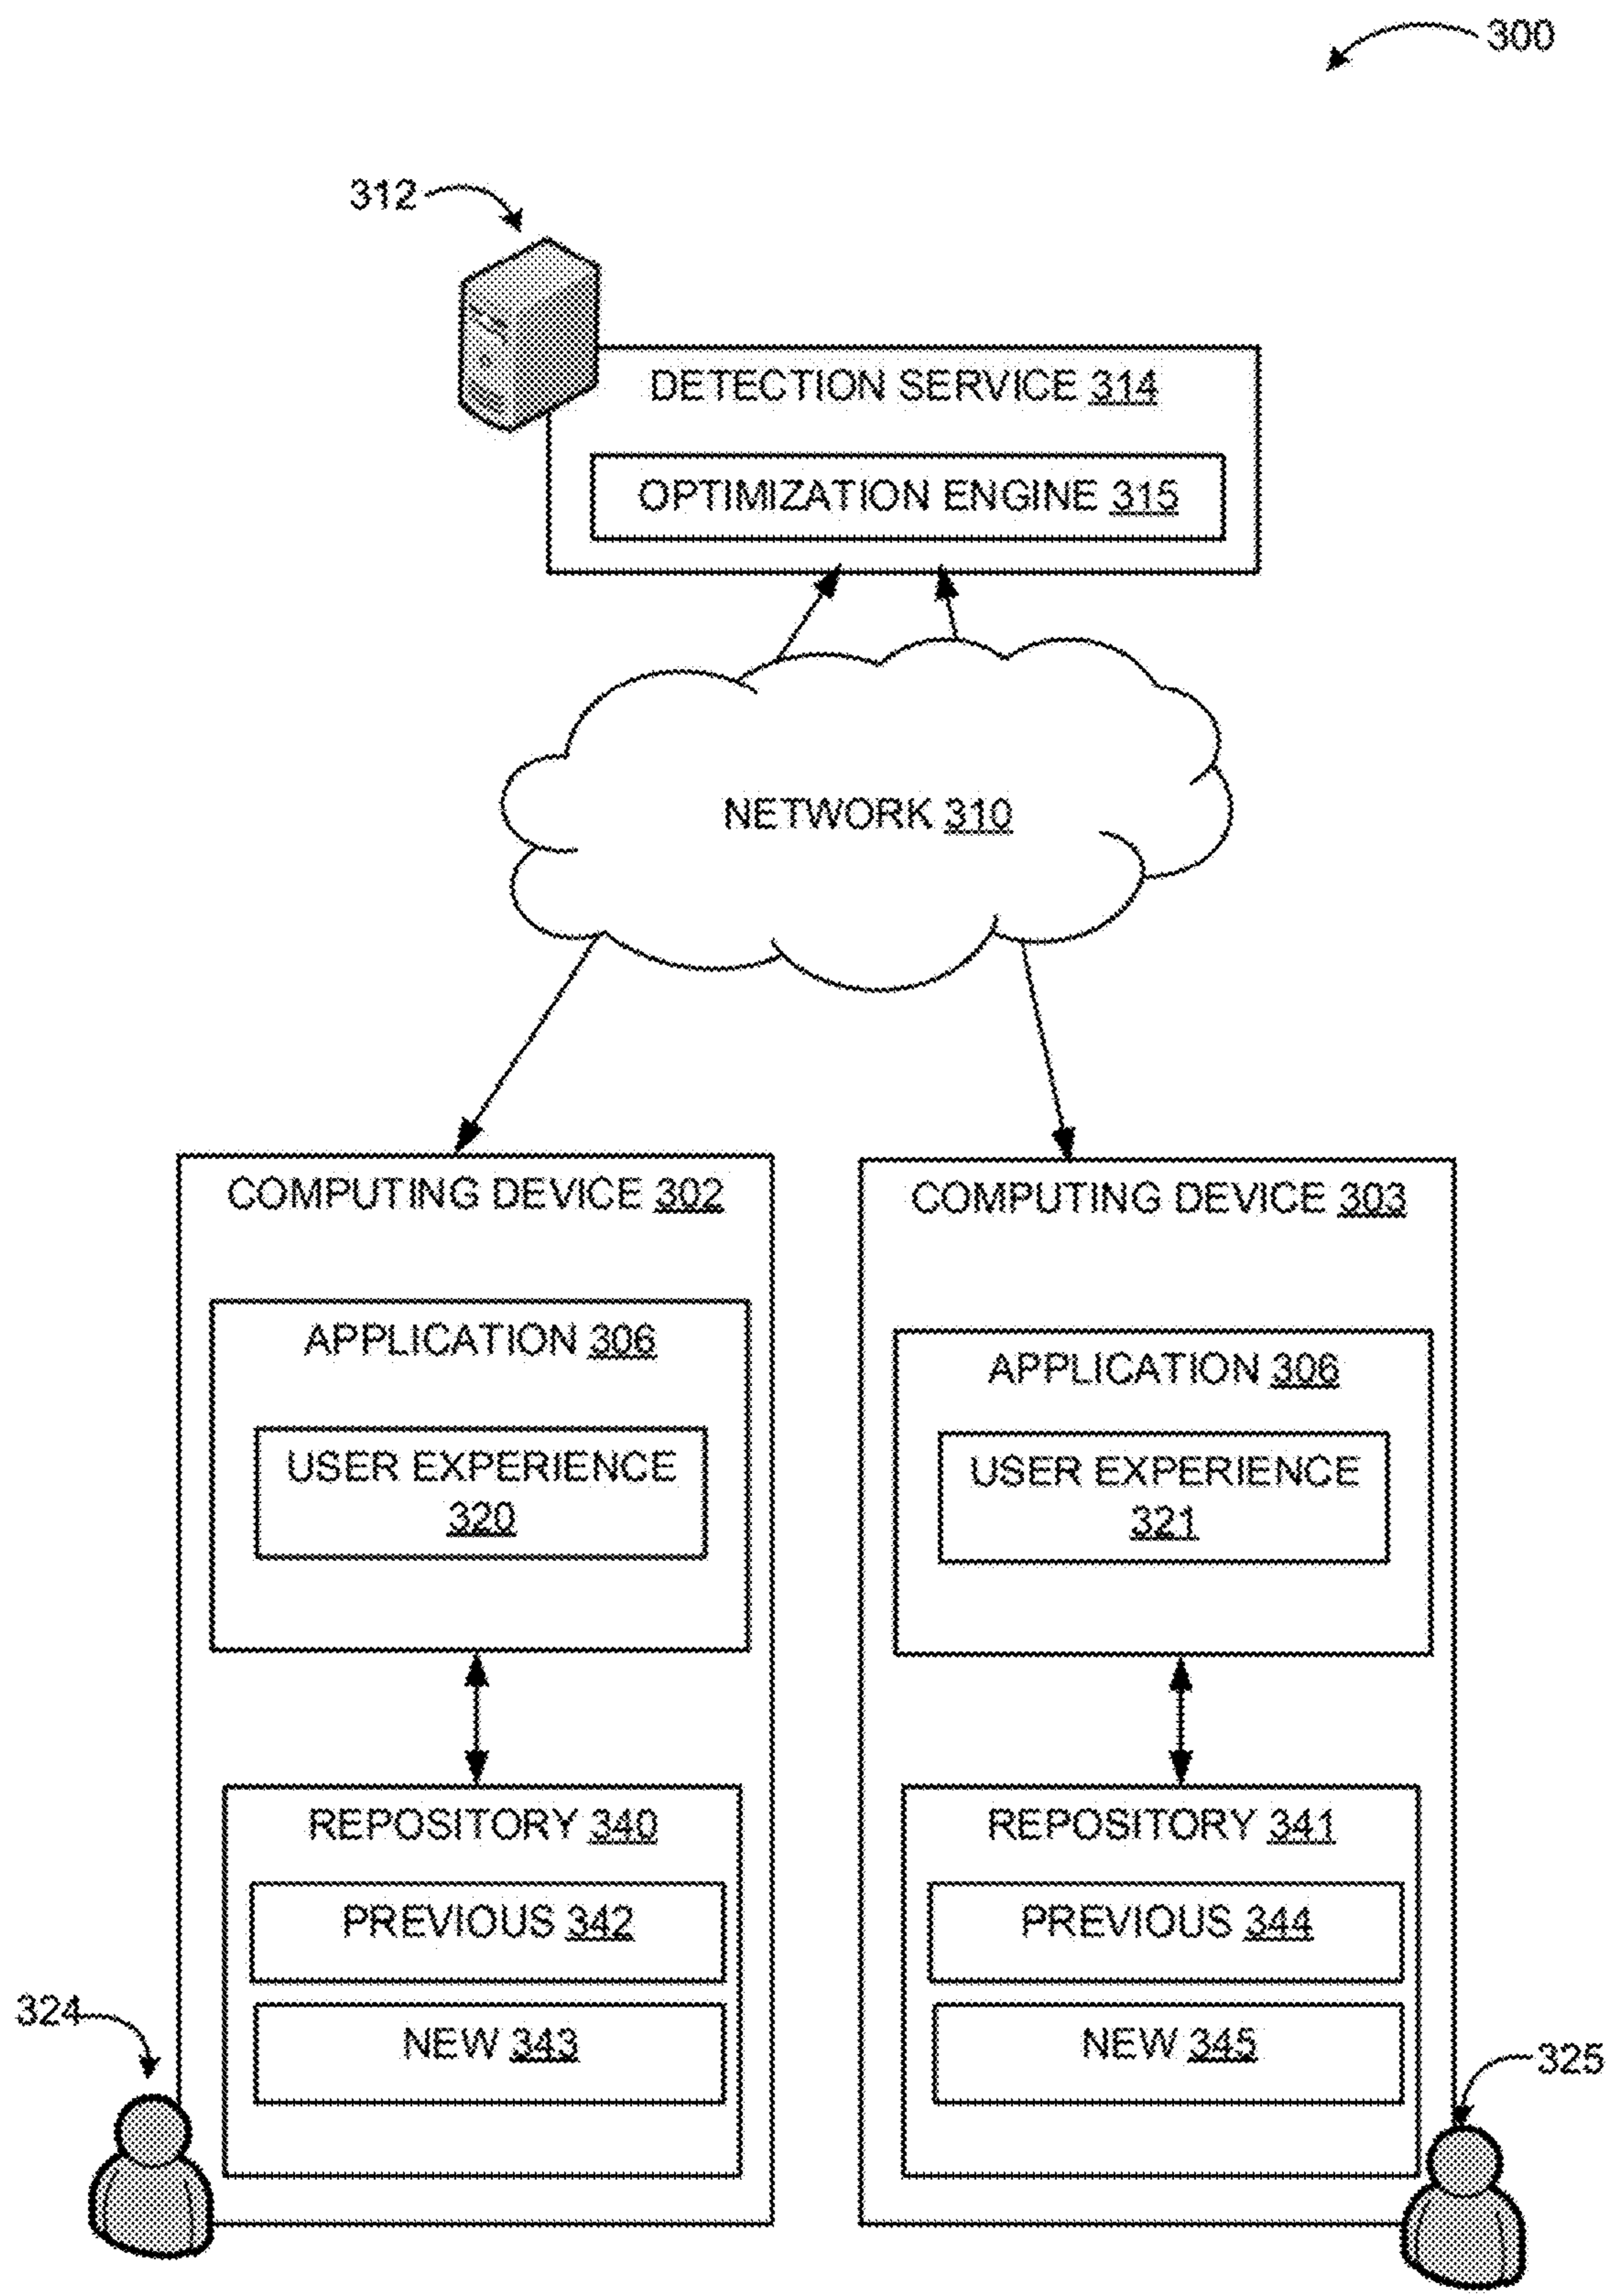 300
312
DETECTION SERVICE 314
OPTIMIZATION ENGINE 315
NETWORK 310
COMPUTING DEVICE 302
APPLICATION 306
USER EXPERIENCE
320
REPOSITORY 340
PREVIOUS 342
NEW 343
324
COMPUTING DEVICE 303
APPLICATION 306
USER EXPERIENCE
321
REPOSITORY 341
PREVIOUS 344
NEW 345
325